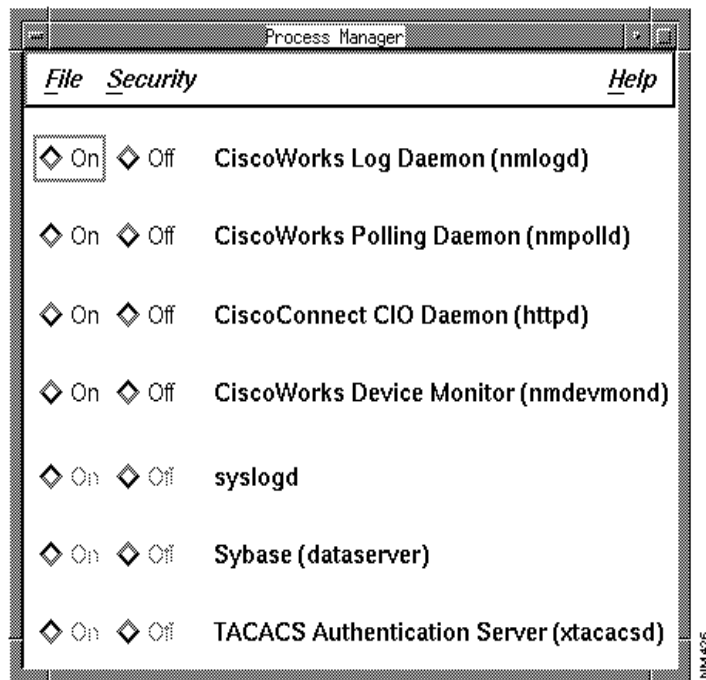 Process Manager
File Security Help
On Off CiscoWorks Log Daemon (nmlogd)
On Off CiscoWorks Polling Daemon (nmpolld)
On Off CiscoConnect CIO Daemon (httpd)
On Off CiscoWorks Device Monitor (nmdevmond)
On Off syslogd
On Off Sybase (dataserver)
On Off TACACS Authentication Server (xtacacsd)
NM426